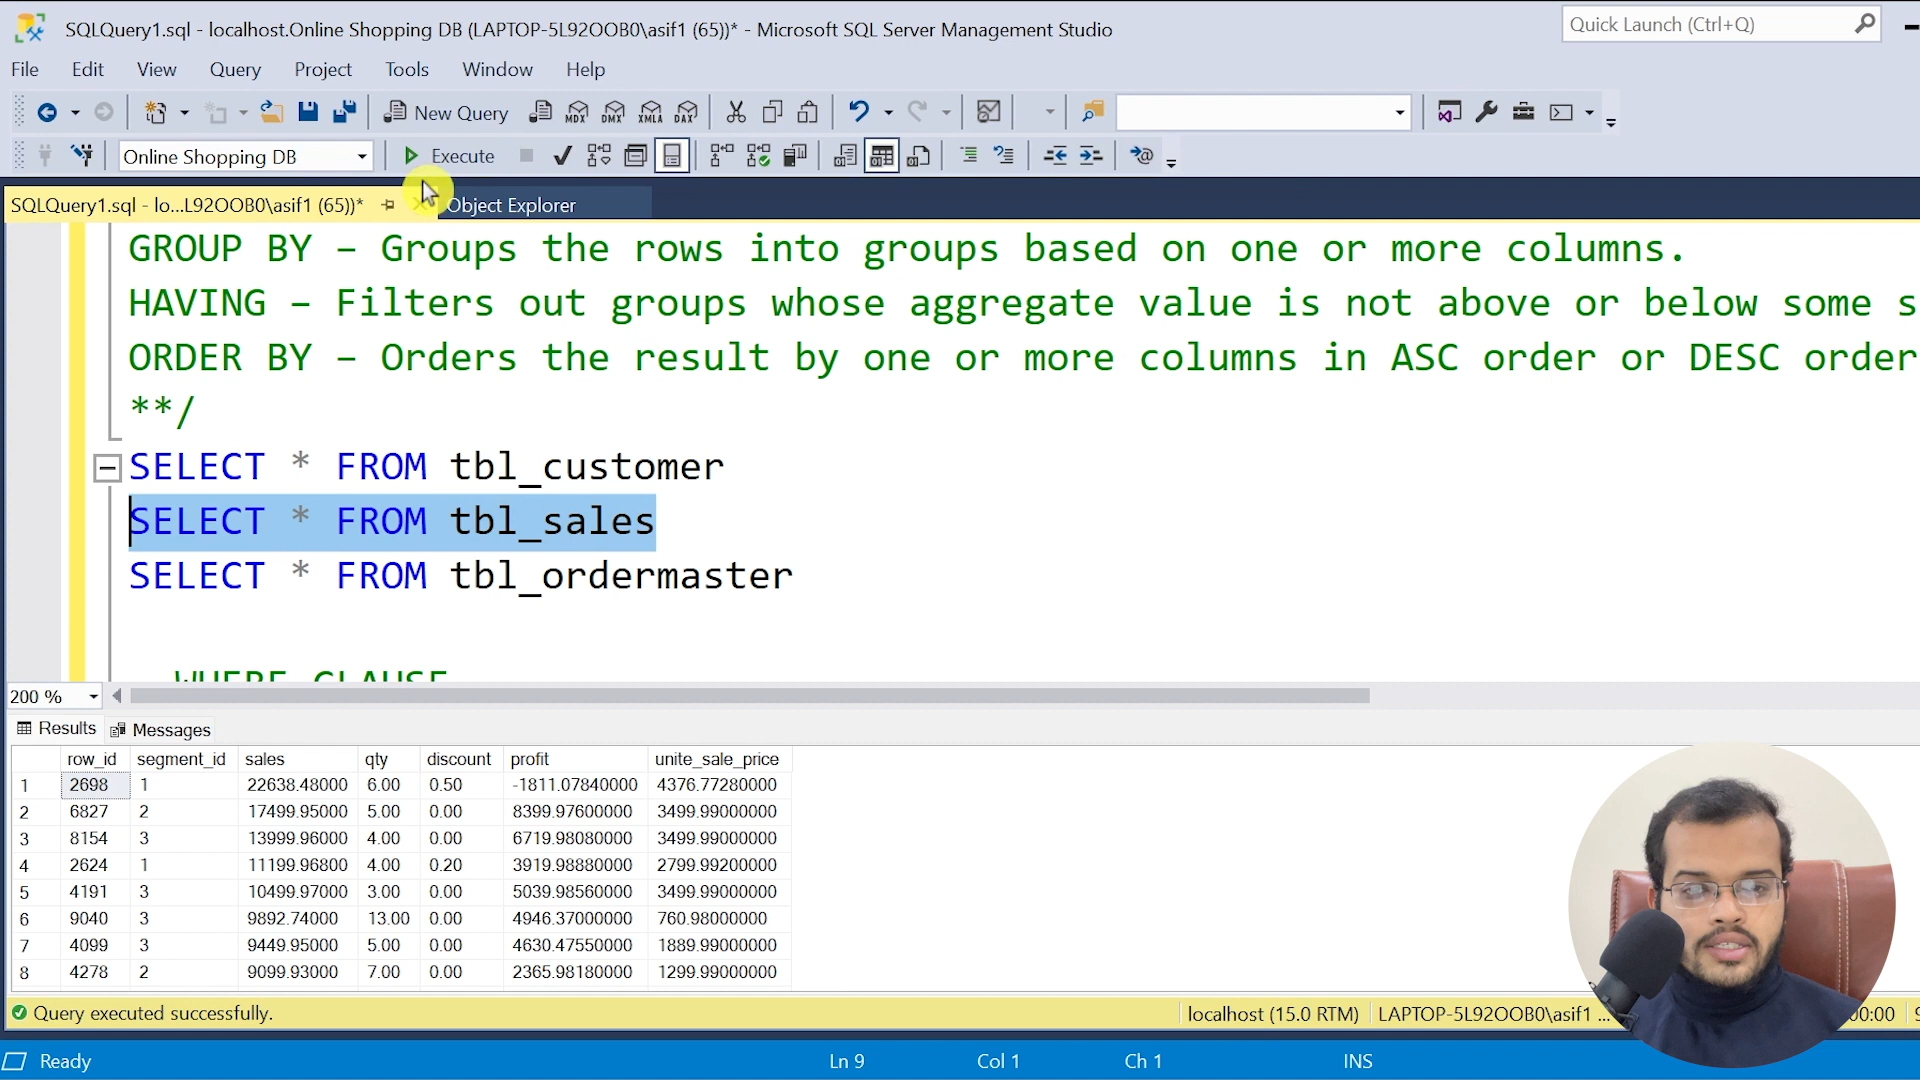 SQLQuery1.sql - localhost.Online Shopping DB (LAPTOP-5L92OOB0\asif1 (65))* - Microsoft SQL Server Management Studio
Quick Launch (Ctrl+Q)
File Edit View Query Project Tools Window Help
New Query MDX DMX XMLA DAX
Online Shopping DB Execute
SQLQuery1.sql - lo...L92OOB0\asif1 (65))* Object Explorer
GROUP BY – Groups the rows into groups based on one or more columns.
HAVING – Filters out groups whose aggregate value is not above or below some s
ORDER BY – Orders the result by one or more columns in ASC order or DESC order
**/
SELECT * FROM tbl_customer
SELECT * FROM tbl_sales
SELECT * FROM tbl_ordermaster
WHERE CLAUSE
200 %
Results Messages
row_id segment_id sales qty discount profit unite_sale_price
1 2698 1 22638.48000 6.00 0.50 -1811.07840000 4376.77280000
2 6827 2 17499.95000 5.00 0.00 8399.97600000 3499.99000000
3 8154 3 13999.96000 4.00 0.00 6719.98080000 3499.99000000
4 2624 1 11199.96800 4.00 0.20 3919.98880000 2799.99200000
5 4191 3 10499.97000 3.00 0.00 5039.98560000 3499.99000000
6 9040 3 9892.74000 13.00 0.00 4946.37000000 760.98000000
7 4099 3 9449.95000 5.00 0.00 4630.47550000 1889.99000000
8 4278 2 9099.93000 7.00 0.00 2365.98180000 1299.99000000
Query executed successfully. localhost (15.0 RTM) LAPTOP-5L92OOB0\asif1 ... 00:00
Ready Ln 9 Col 1 Ch 1 INS